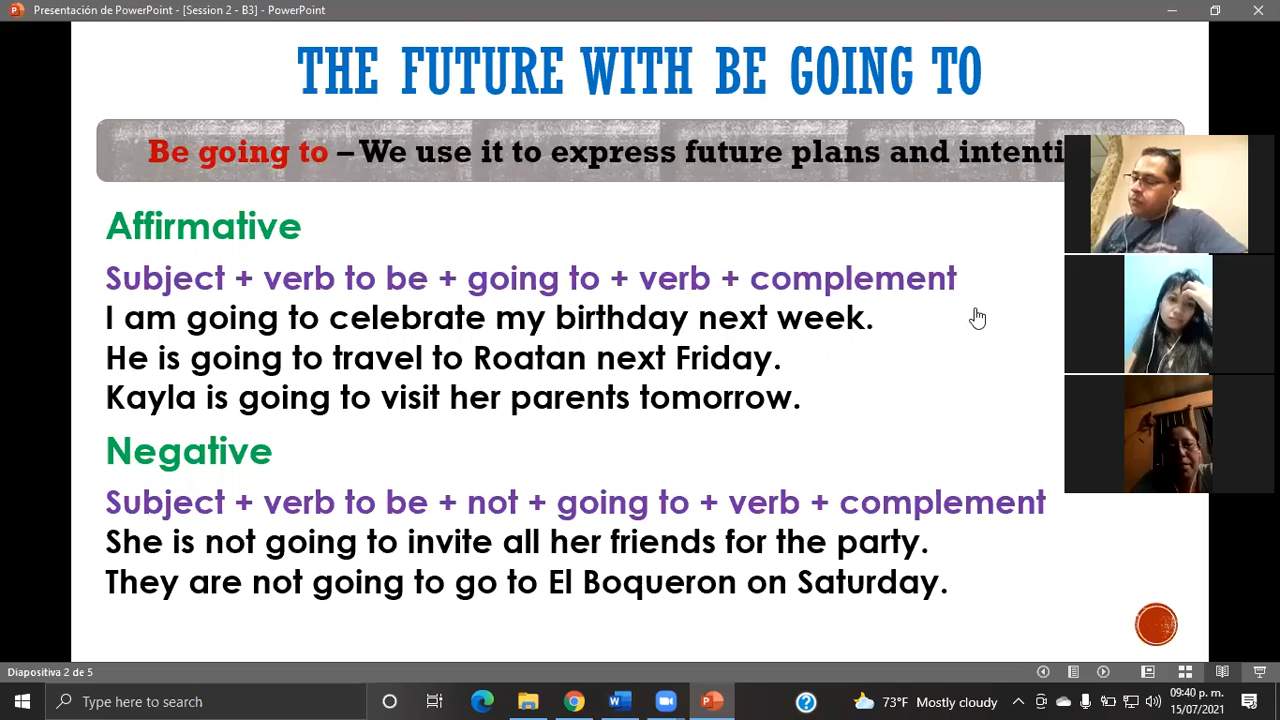 Presentación de PowerPoint - [Session 2 - B3] - PowerPoint
THE FUTURE WITH BE GOING TO
Be going to – We use it to express future plans and
Affirmative
Subject + verb to be + going to + verb + complement
I am going to celebrate my birthday next week.
He is going to travel to Roatan next Friday.
Kayla is going to visit her parents tomorrow.
Negative
Subject + verb to be + not + going to + verb + complement
She is not going to invite all her friends for the party.
They are not going to go to El Boqueron on Saturday.
Diapositiva 2 de 5
Type here to search
73°F Mostly cloudy
09:40 p. m.
15/07/2021